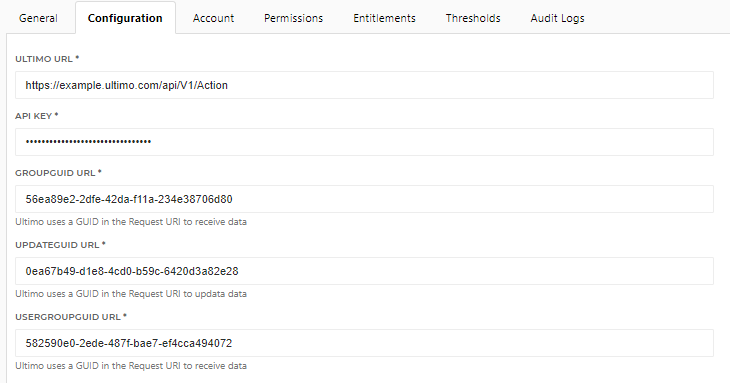 General Configuration Account Permissions Entitlements Thresholds Audit Logs
ULTIMO URL *
https://example.ultimo.com/api/V1/Action
API KEY *
••••••••••••••••••••••••••••••••
GROUPGUID URL *
56ea89e2-2dfe-42da-f11a-234e38706d80
Ultimo uses a GUID in the Request URI to receive data
UPDATEGUID URL *
0ea67b49-d1e8-4cd0-b59c-6420d3a82e28
Ultimo uses a GUID in the Request URI to updata data
USERGROUPGUID URL *
582590e0-2ede-487f-bae7-ef4cca494072
Ultimo uses a GUID in the Request URI to receive data